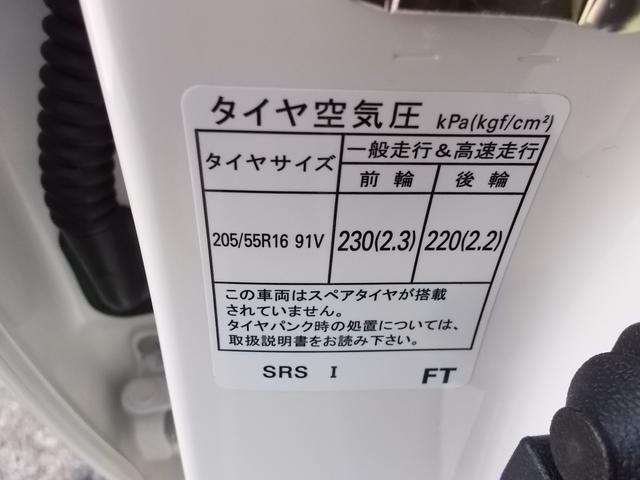 タイヤ空気圧 kPa(kgf/cm²)
タイヤサイズ 一般走行&高速走行
前輪 後輪
205/55R16 91V 230(2.3) 220(2.2)
この車両はスペアタイヤが搭載
されていません。
タイヤパンク時の処置については、
取扱説明書をお読み下さい。
SRS I FT